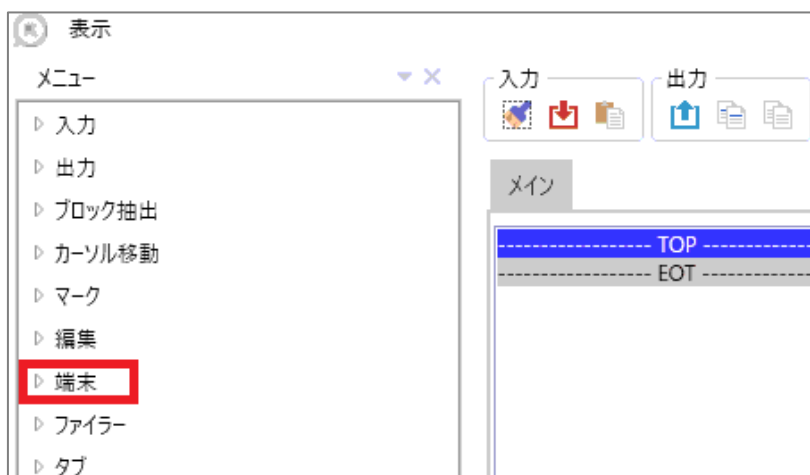 表示
メニュー
入力
出力
ブロック抽出
カーソル移動
マーク
編集
端末
ファイラー
タブ
入力
出力
メイン
------------------ TOP -------------
------------------ EOT -------------